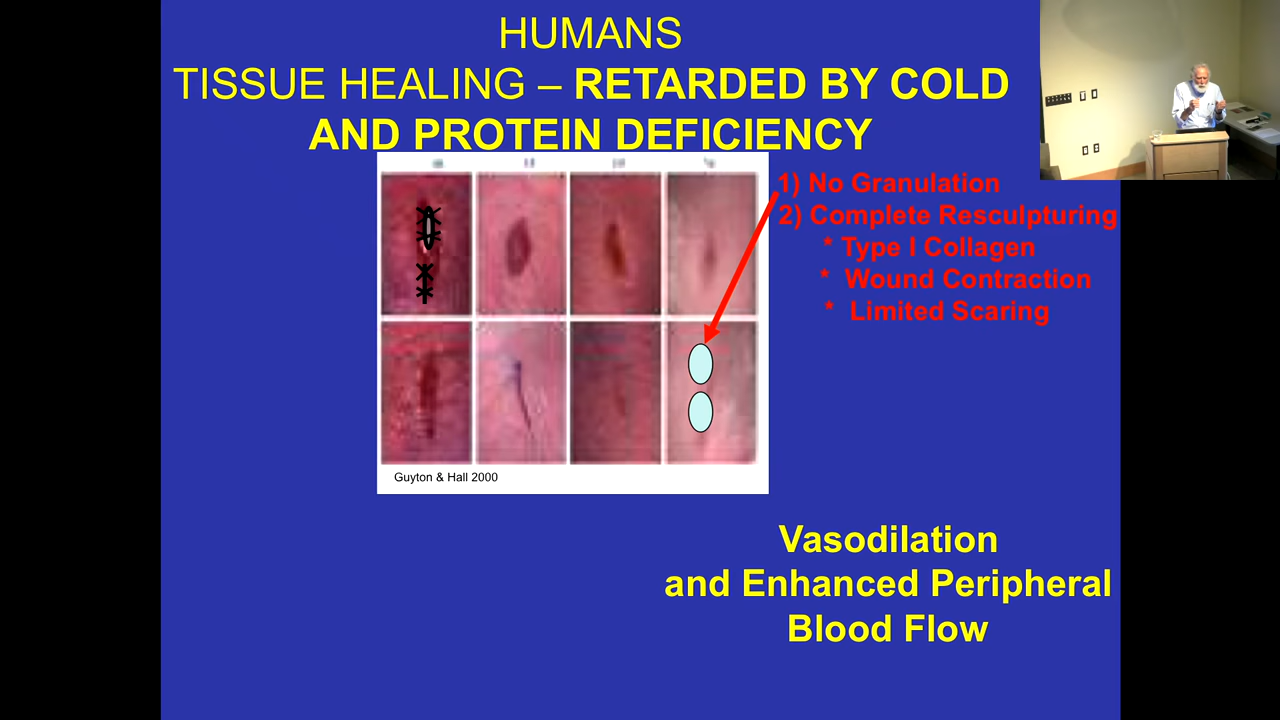 HUMANS
TISSUE HEALING – RETARDED BY COLD
AND PROTEIN DEFICIENCY
1) No Granulation
2) Complete Resculpturing
* Type I Collagen
* Wound Contraction
* Limited Scaring
Guyton & Hall 2000
Vasodilation
and Enhanced Peripheral
Blood Flow